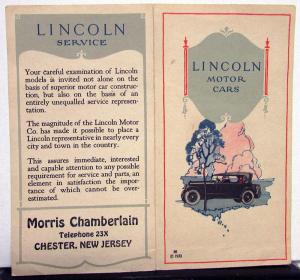 LINCOLN
SERVICE
Your careful examination of Lincoln
models is invited not alone on the
basis of superior motor car construc-
tion, but also on the basis of an
entirely unequalled service represen-
tation.
The magnitude of the Lincoln Motor
Co. has made it possible to place a
Lincoln representative in nearly every
city and town in the country.
This assures immediate, interested
and capable attention to any possible
requirement for service and parts, an
element in satisfaction the import-
ance of which cannot be over-
estimated.
Morris Chamberlain
Telephone 23X
CHESTER, NEW JERSEY
LINCOLN
MOTOR
CARS